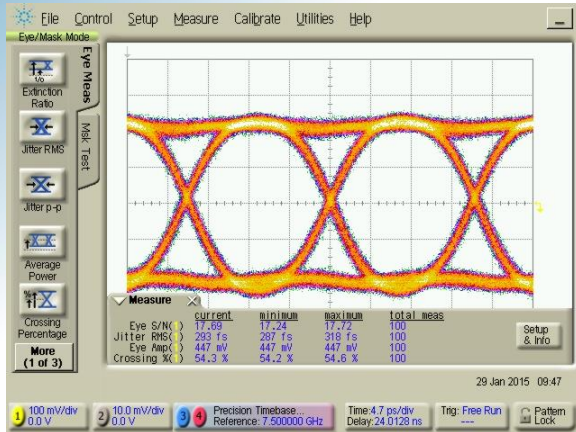 File Control Setup Measure Calibrate Utilities Help
Eye/Mask Mode
Eye Meas
Msk Test
Extinction
Ratio
Jitter RMS
Jitter p-p
Average
Power
Crossing
Percentage
More
(1 of 3)
Measure
current minimum maximum total meas
Eye S/N(1) 17.69 17.24 17.72 100
Jitter RMS(1) 293 fs 287 fs 318 fs 100
Eye Amp(1) 447 mV 447 mV 447 mV 100
Crossing %(1) 54.3 % 54.2 % 54.6 % 100
Setup
& Info
29 Jan 2015 09:47
1 100 mV/div
0.0 V
2 10.0 mV/div
0.0 V
3 4 Precision Timebase...
Reference: 7.500000 GHz
Time:4.7 ps/div
Delay:24.0128 ns
Trig: Free Run
---
Pattern
Lock